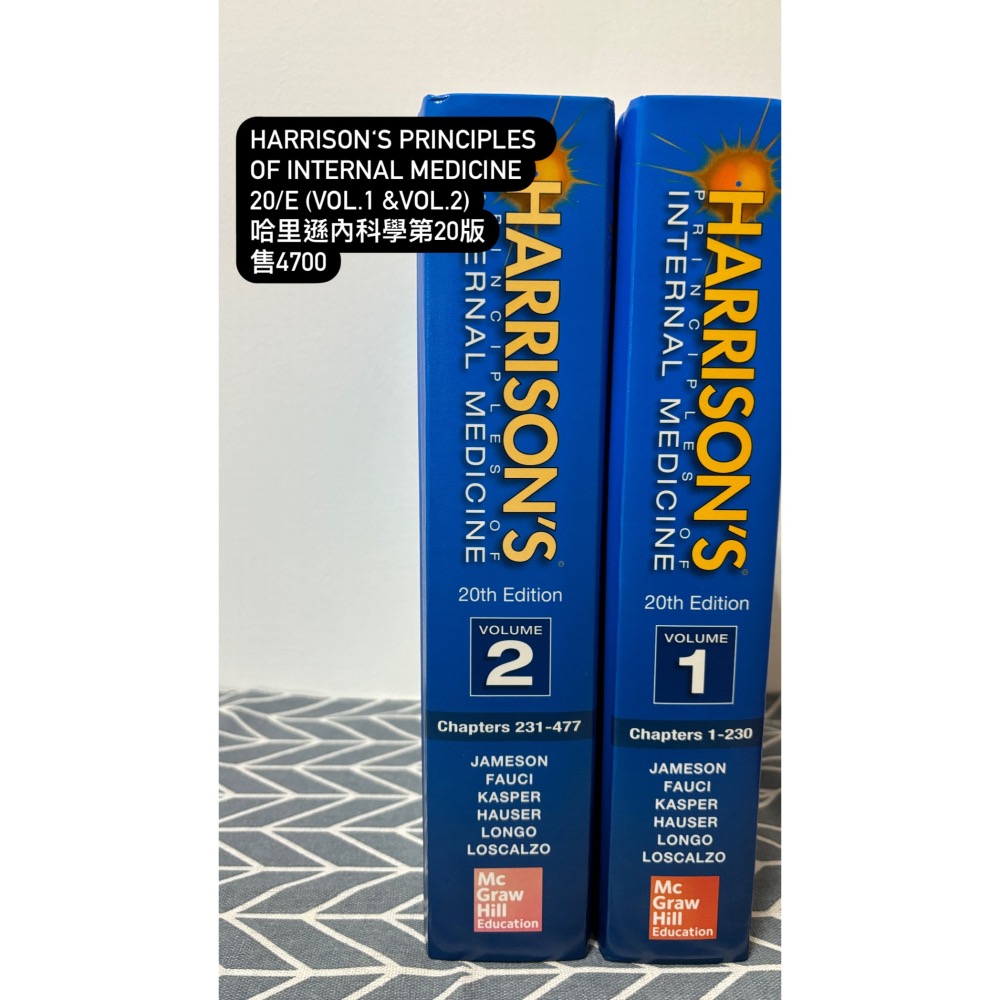 HARRISON‘S PRINCIPLES
OF INTERNAL MEDICINE
20/E (VOL.1 &VOL.2)
哈里遜內科學第20版
售4700
HARRISON'S
PRINCIPLES OF
INTERNAL MEDICINE
20th Edition
VOLUME
2
Chapters 231-477
JAMESON
FAUCI
KASPER
HAUSER
LONGO
LOSCALZO
Mc
Graw
Hill
Education
HARRISON'S
PRINCIPLES OF
INTERNAL MEDICINE
20th Edition
VOLUME
1
Chapters 1-230
JAMESON
FAUCI
KASPER
HAUSER
LONGO
LOSCALZO
Mc
Graw
Hill
Education